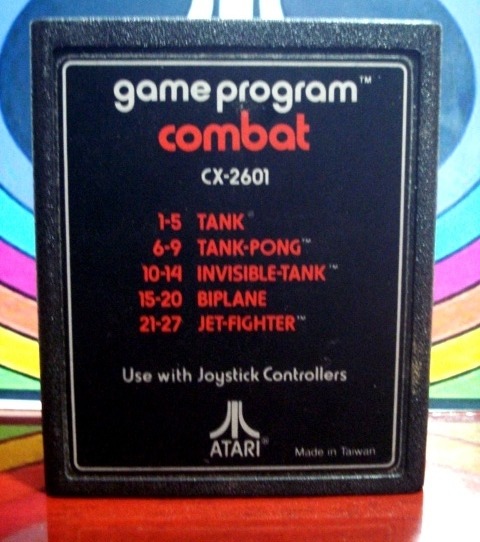 game program™
combat
CX-2601
1-5 TANK®
6-9 TANK-PONG™
10-14 INVISIBLE-TANK™
15-20 BIPLANE
21-27 JET-FIGHTER™
Use with Joystick Controllers
ATARI®
Made in Taiwan